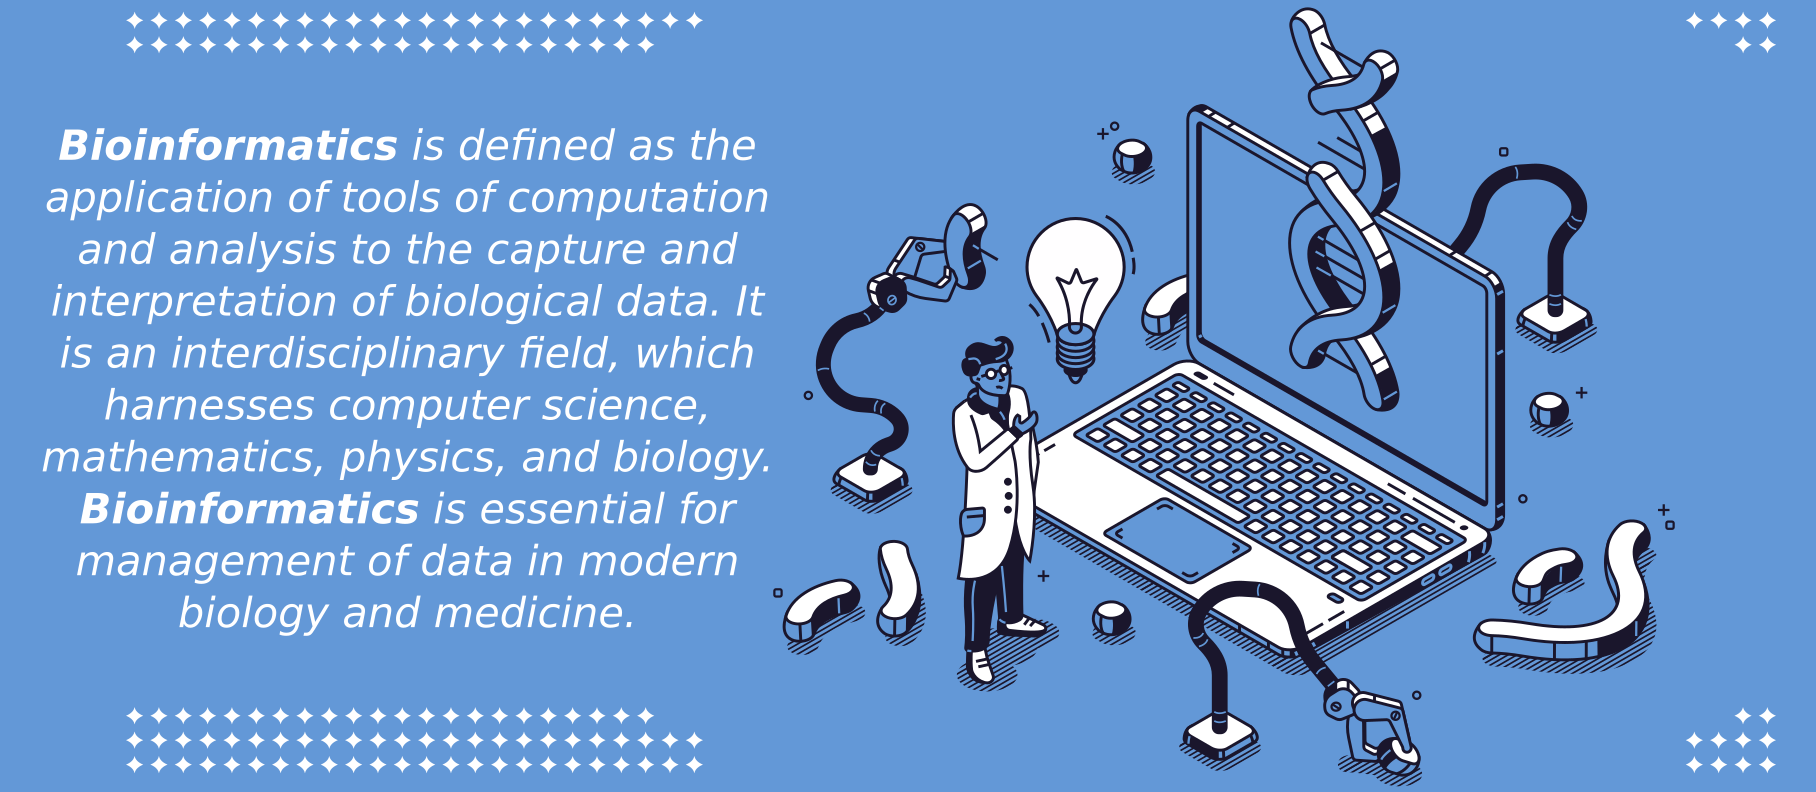 Bioinformatics is defined as the
application of tools of computation
and analysis to the capture and
interpretation of biological data. It
is an interdisciplinary field, which
harnesses computer science,
mathematics, physics, and biology.
Bioinformatics is essential for
management of data in modern
biology and medicine.